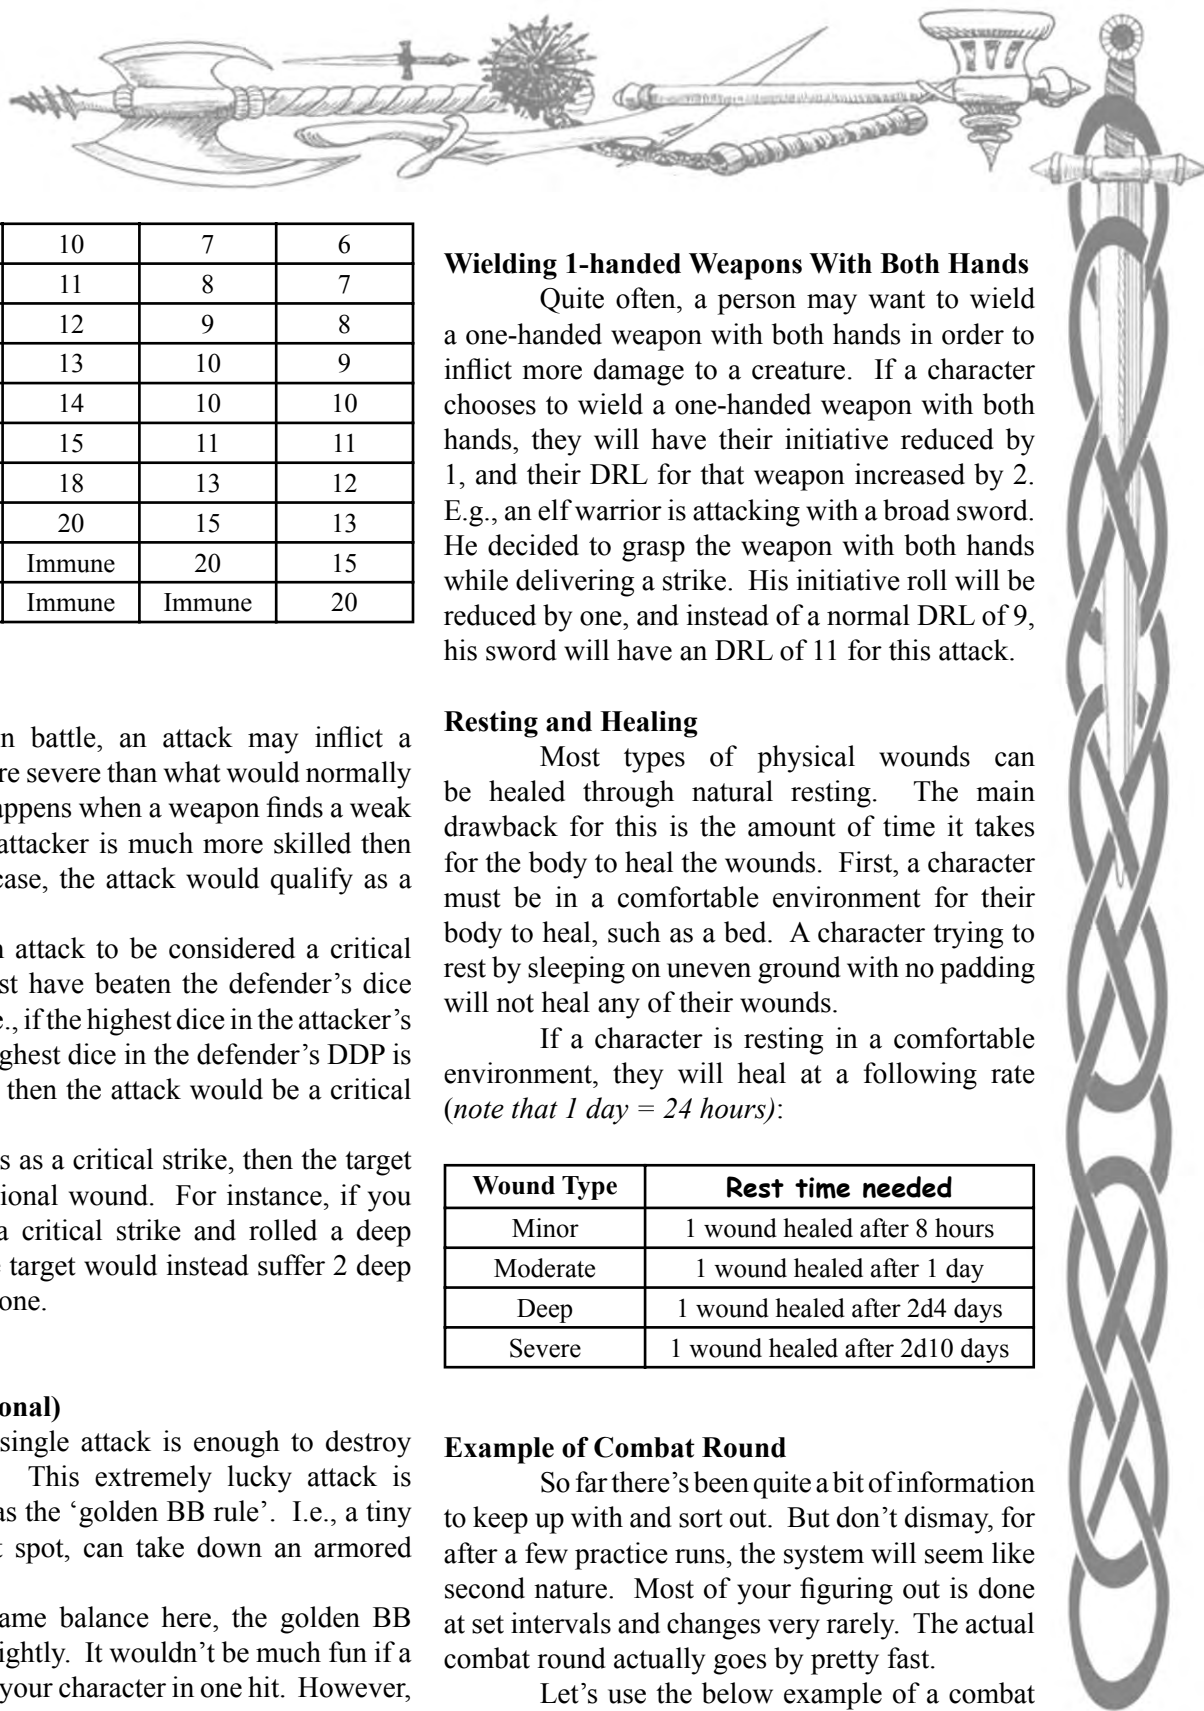 10 7 6
11 8 7
12 9 8
13 10 9
14 10 10
15 11 11
18 13 12
20 15 13
Immune 20 15
Immune Immune 20
n battle, an attack may inflict a
re severe than what would normally
appens when a weapon finds a weak
attacker is much more skilled then
case, the attack would qualify as a
n attack to be considered a critical
st have beaten the defender's dice
e., if the highest dice in the attacker's
ghest dice in the defender's DDP is
then the attack would be a critical
s as a critical strike, then the target
ional wound. For instance, if you
a critical strike and rolled a deep
e target would instead suffer 2 deep
one.
onal)
single attack is enough to destroy
This extremely lucky attack is
as the 'golden BB rule'. I.e., a tiny
t spot, can take down an armored
ame balance here, the golden BB
ightly. It wouldn't be much fun if a
your character in one hit. However,
Wielding 1-handed Weapons With Both Hands
Quite often, a person may want to wield
a one-handed weapon with both hands in order to
inflict more damage to a creature. If a character
chooses to wield a one-handed weapon with both
hands, they will have their initiative reduced by
1, and their DRL for that weapon increased by 2.
E.g., an elf warrior is attacking with a broad sword.
He decided to grasp the weapon with both hands
while delivering a strike. His initiative roll will be
reduced by one, and instead of a normal DRL of 9,
his sword will have an DRL of 11 for this attack.
Resting and Healing
Most types of physical wounds can
be healed through natural resting. The main
drawback for this is the amount of time it takes
for the body to heal the wounds. First, a character
must be in a comfortable environment for their
body to heal, such as a bed. A character trying to
rest by sleeping on uneven ground with no padding
will not heal any of their wounds.
If a character is resting in a comfortable
environment, they will heal at a following rate
(note that 1 day = 24 hours):
Wound Type Rest time needed
Minor 1 wound healed after 8 hours
Moderate 1 wound healed after 1 day
Deep 1 wound healed after 2d4 days
Severe 1 wound healed after 2d10 days
Example of Combat Round
So far there's been quite a bit of information
to keep up with and sort out. But don't dismay, for
after a few practice runs, the system will seem like
second nature. Most of your figuring out is done
at set intervals and changes very rarely. The actual
combat round actually goes by pretty fast.
Let's use the below example of a combat